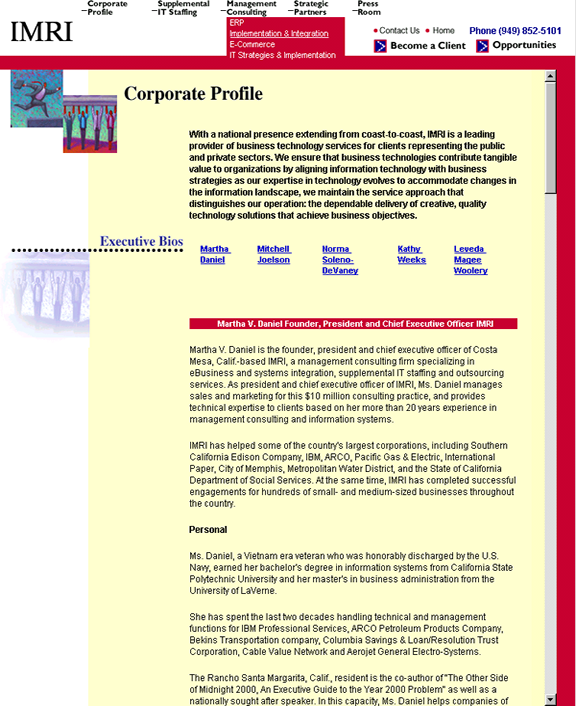 Corporate Profile
Supplemental IT Staffing
Management Consulting
Strategic Partners
Press Room
IMRI
ERP
Implementation & Integration
E-Commerce
IT Strategies & Implementation
Contact Us Home Phone (949) 852-5101
Become a Client Opportunities
Corporate Profile
With a national presence extending from coast-to-coast, IMRI is a leading
provider of business technology services for clients representing the public
and private sectors. We ensure that business technologies contribute tangible
value to organizations by aligning information technology with business
strategies as our expertise in technology evolves to accommodate changes in
the information landscape, we maintain the service approach that
distinguishes our operation: the dependable delivery of creative, quality
technology solutions that achieve business objectives.
Executive Bios
Martha Daniel
Mitchell Joelson
Norma Soleno-DeVaney
Kathy Weeks
Leveda Magee Woolery
Martha V. Daniel Founder, President and Chief Executive Officer IMRI
Martha V. Daniel is the founder, president and chief executive officer of Costa
Mesa, Calif.-based IMRI, a management consulting firm specializing in
eBusiness and systems integration, supplemental IT staffing and outsourcing
services. As president and chief executive officer of IMRI, Ms. Daniel manages
sales and marketing for this $10 million consulting practice, and provides
technical expertise to clients based on her more than 20 years experience in
management consulting and information systems.
IMRI has helped some of the country's largest corporations, including Southern
California Edison Company, IBM, ARCO, Pacific Gas & Electric, International
Paper, City of Memphis, Metropolitan Water District, and the State of California
Department of Social Services. At the same time, IMRI has completed successful
engagements for hundreds of small- and medium-sized businesses throughout
the country.
Personal
Ms. Daniel, a Vietnam era veteran who was honorably discharged by the U.S.
Navy, earned her bachelor's degree in information systems from California State
Polytechnic University and her master's in business administration from the
University of LaVerne.
She has spent the last two decades handling technical and management
functions for IBM Professional Services, ARCO Petroleum Products Company,
Bekins Transportation company, Columbia Savings & Loan/Resolution Trust
Corporation, Cable Value Network and Aerojet General Electro-Systems.
The Rancho Santa Margarita, Calif., resident is the co-author of "The Other Side
of Midnight 2000, An Executive Guide to the Year 2000 Problem" as well as a
nationally sought after speaker. In this capacity, Ms. Daniel helps companies of